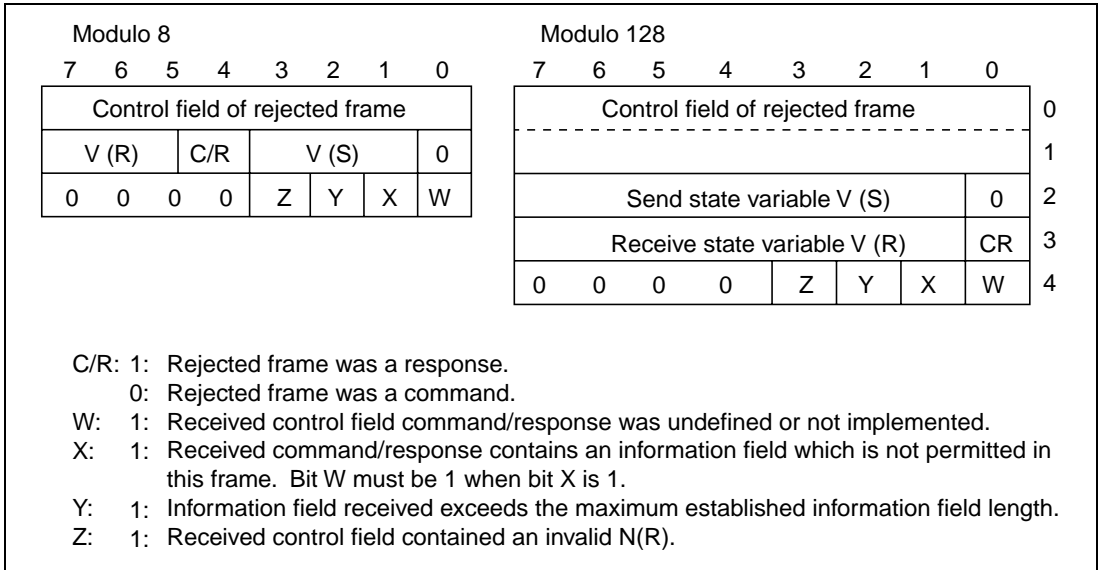 Modulo 8
7 6 5 4 3 2 1 0
Control field of rejected frame
V (R) C/R V (S) 0
0 0 0 0 Z Y X W
Modulo 128
7 6 5 4 3 2 1 0
Control field of rejected frame 0
1
Send state variable V (S) 0 2
Receive state variable V (R) CR 3
0 0 0 0 Z Y X W 4
C/R: 1: Rejected frame was a response.
0: Rejected frame was a command.
W: 1: Received control field command/response was undefined or not implemented.
X: 1: Received command/response contains an information field which is not permitted in
this frame. Bit W must be 1 when bit X is 1.
Y: 1: Information field received exceeds the maximum established information field length.
Z: 1: Received control field contained an invalid N(R).